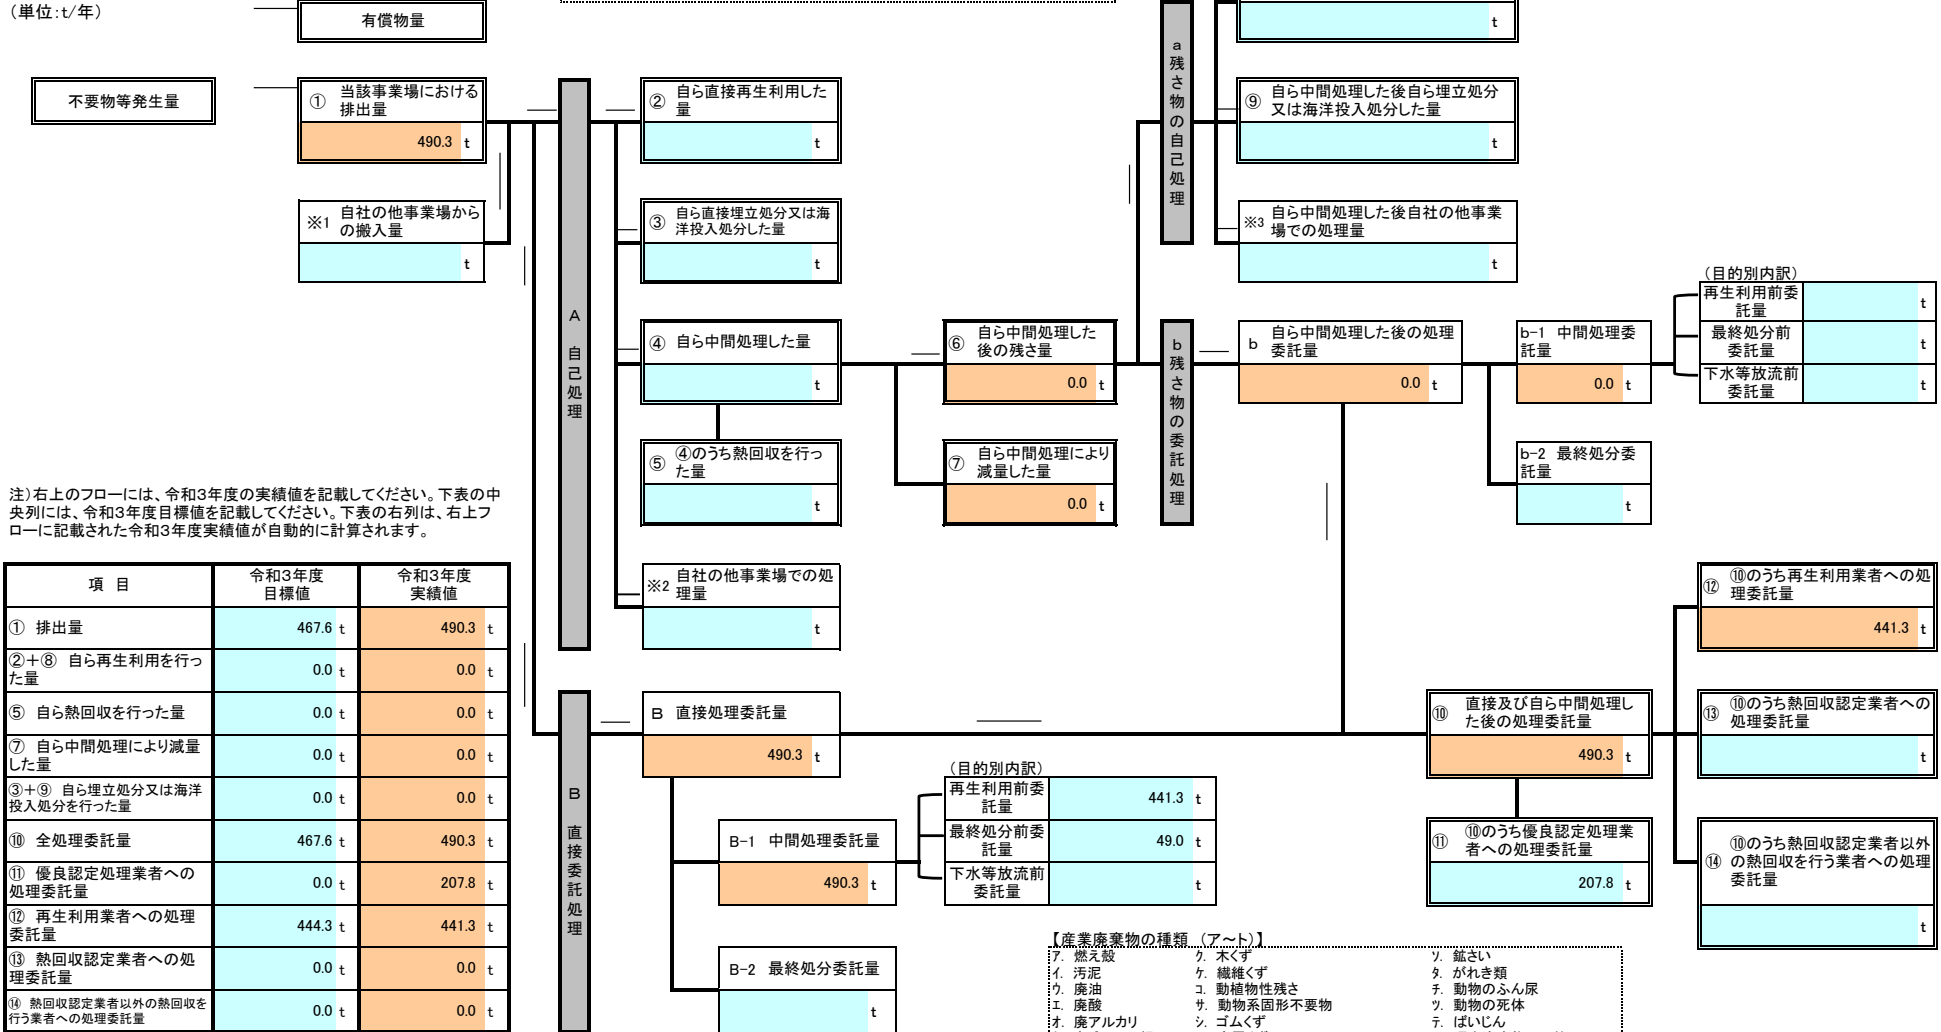 （単位:t/年）
有償物量
t
不要物等発生量
① 当該事業場における
排出量
490.3 t
※1 自社の他事業場から
の搬入量
t
A 自己処理
② 自ら直接再生利用した
量
t
③ 自ら直接埋立処分又は海
洋投入処分した量
t
④ 自ら中間処理した量
t
⑤ ④のうち熱回収を行っ
た量
t
※2 自社の他事業場での処
理量
t
⑥ 自ら中間処理した
後の残さ量
0.0 t
⑦ 自ら中間処理により
減量した量
0.0 t
a 残さ物の自己処理
⑨ 自ら中間処理した後自ら埋立処分
又は海洋投入処分した量
t
※3 自ら中間処理した後自社の他事業
場での処理量
t
b 残さ物の委託処理
b 自ら中間処理した後の処理
委託量
0.0 t
b-1 中間処理委
託量
0.0 t
b-2 最終処分委
託量
t
（目的別内訳）
再生利用前委
託量
t
最終処分前
委託量
t
下水等放流前
委託量
t
注）右上のフローには、令和3年度の実績値を記載してください。下表の中
央列には、令和3年度目標値を記載してください。下表の右列は、右上フ
ローに記載された令和3年度実績値が自動的に計算されます。
項 目 令和3年度 目標値 令和3年度 実績値
① 排出量 467.6 t 490.3 t
②＋⑧ 自ら再生利用を行っ
た量 0.0 t 0.0 t
⑤ 自ら熱回収を行った量 0.0 t 0.0 t
⑦ 自ら中間処理により減量
した量 0.0 t 0.0 t
③＋⑨ 自ら埋立処分又は海洋
投入処分を行った量 0.0 t 0.0 t
⑩ 全処理委託量 467.6 t 490.3 t
⑪ 優良認定処理業者への
処理委託量 0.0 t 207.8 t
⑫ 再生利用業者への処理
委託量 444.3 t 441.3 t
⑬ 熱回収認定業者への処
理委託量 0.0 t 0.0 t
⑭ 熱回収認定業者以外の熱回収を
行う業者への処理委託量 0.0 t 0.0 t
B 直接委託処理
B 直接処理委託量
490.3 t
B-1 中間処理委託量
490.3 t
B-2 最終処分委託量
t
（目的別内訳）
再生利用前委
託量
441.3 t
最終処分前委
託量
49.0 t
下水等放流前
委託量
⑩ 直接及び自ら中間処理し
た後の処理委託量
490.3 t
⑪ ⑩のうち優良認定処理業
者への処理委託量
207.8 t
⑫ ⑩のうち再生利用業者への処
理委託量
441.3 t
⑬ ⑩のうち熱回収認定業者への
処理委託量
t
⑭ ⑩のうち熱回収認定業者以外
の熱回収を行う業者への処理
委託量
t
【産業廃棄物の種類 （ア～ト）】
ア. 燃え殻 ク. 木くず ソ. 鉱さい
イ. 汚泥 ケ. 繊維くず タ. がれき類
ウ. 廃油 コ. 動植物性残さ チ. 動物のふん尿
エ. 廃酸 サ. 動物系固形不要物 ツ. 動物の死体
オ. 廃アルカリ シ. ゴムくず テ. ばいじん